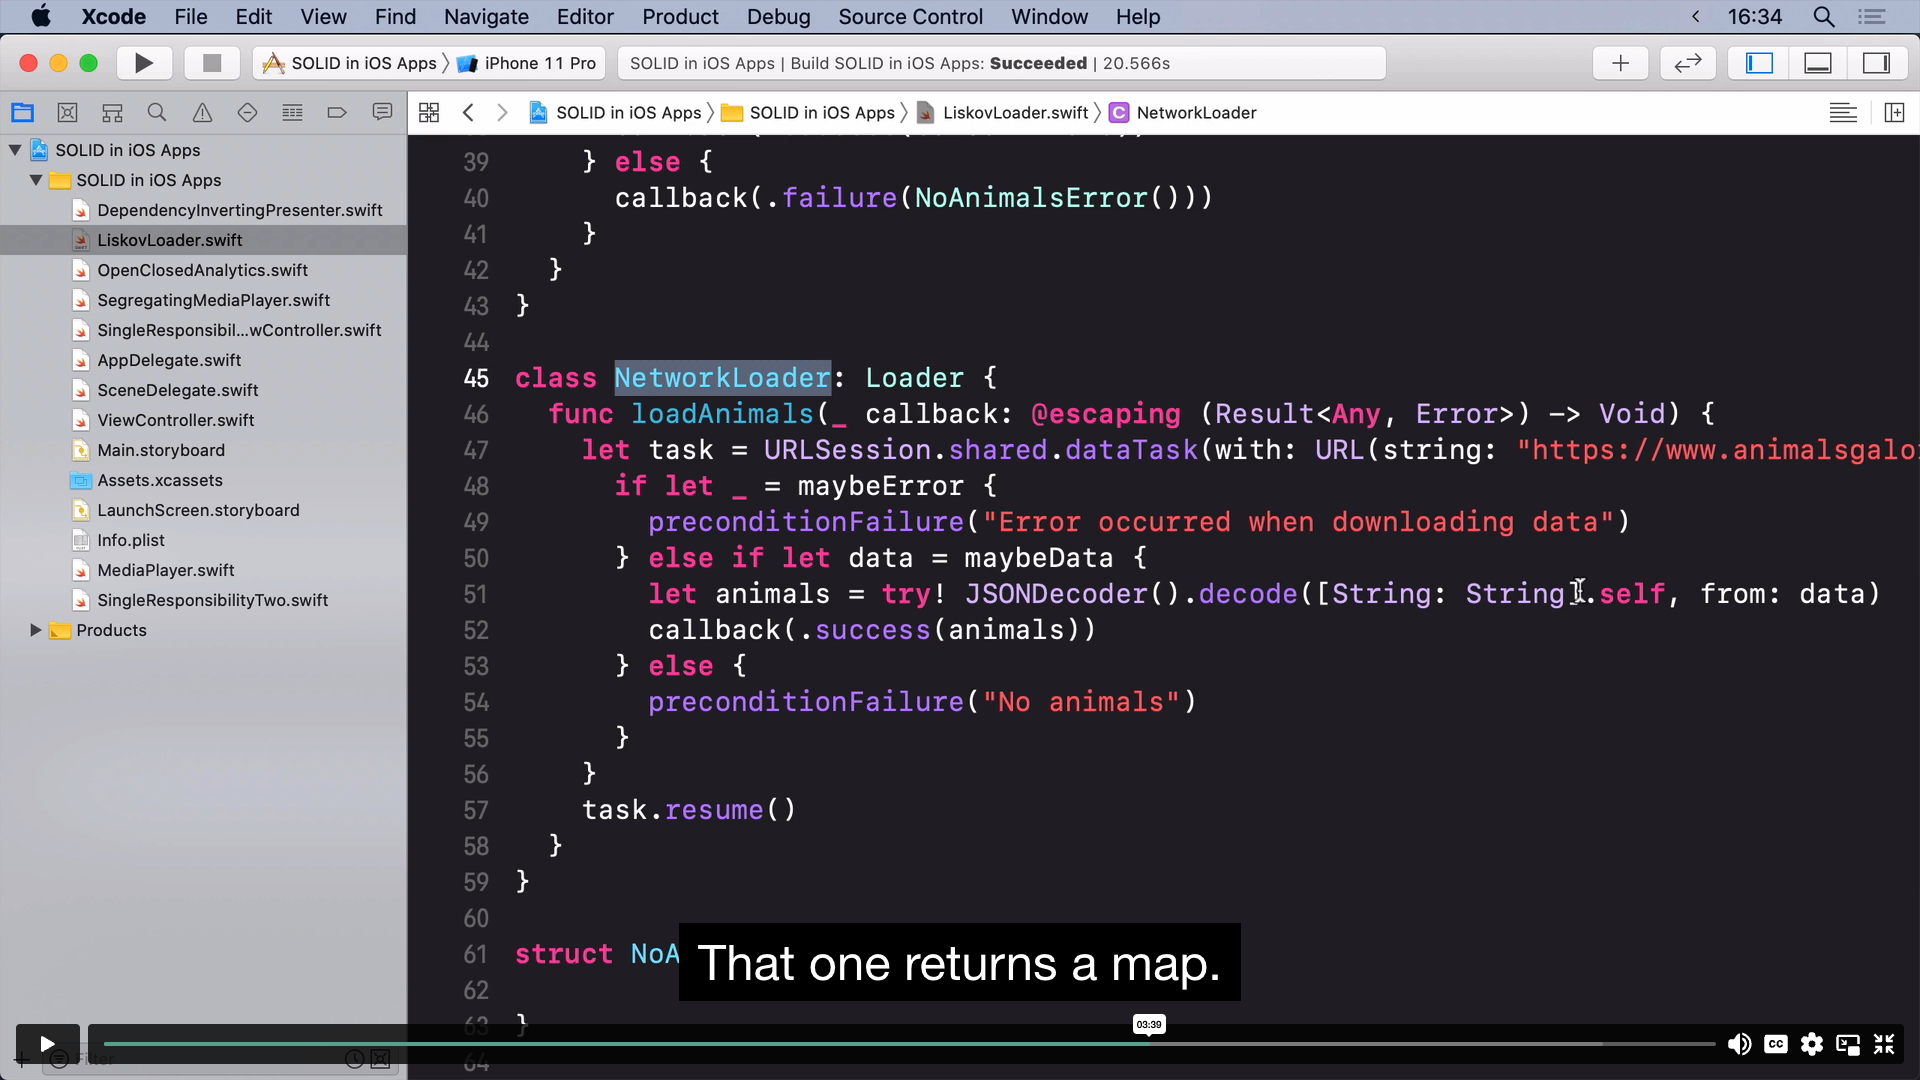 Xcode File Edit View Find Navigate Editor Product Debug Source Control Window Help 16:34
SOLID in iOS Apps iPhone 11 Pro SOLID in iOS Apps | Build SOLID in iOS Apps: Succeeded | 20.566s
SOLID in iOS Apps SOLID in iOS Apps LiskovLoader.swift C NetworkLoader
SOLID in iOS Apps
SOLID in iOS Apps
DependencyInvertingPresenter.swift
LiskovLoader.swift
OpenClosedAnalytics.swift
SegregatingMediaPlayer.swift
SingleResponsibil...wController.swift
AppDelegate.swift
SceneDelegate.swift
ViewController.swift
Main.storyboard
Assets.xcassets
LaunchScreen.storyboard
Info.plist
MediaPlayer.swift
SingleResponsibilityTwo.swift
Products
Filter
39 } else {
40 callback(.failure(NoAnimalsError()))
41 }
42 }
43 }
44
45 class NetworkLoader: Loader {
46 func loadAnimals(_ callback: @escaping (Result<Any, Error>) -> Void) {
47 let task = URLSession.shared.dataTask(with: URL(string: "https://www.animalsgalo
48 if let _ = maybeError {
49 preconditionFailure("Error occurred when downloading data")
50 } else if let data = maybeData {
51 let animals = try! JSONDecoder().decode([String: String].self, from: data)
52 callback(.success(animals))
53 } else {
54 preconditionFailure("No animals")
55 }
56 }
57 task.resume()
58 }
59 }
60
61 struct NoA
62
63 }
64
That one returns a map.
03:39
CC